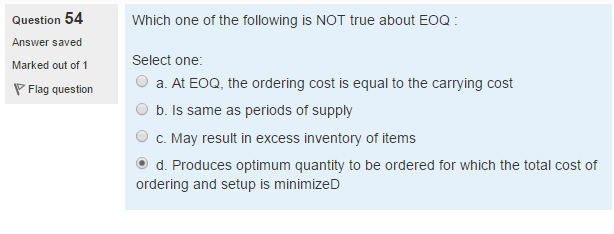 Question 54
Answer saved
Marked out of 1
Flag question
Which one of the following is NOT true about EOQ :
Select one:
a. At EOQ, the ordering cost is equal to the carrying cost
b. Is same as periods of supply
c. May result in excess inventory of items
d. Produces optimum quantity to be ordered for which the total cost of
ordering and setup is minimizeD